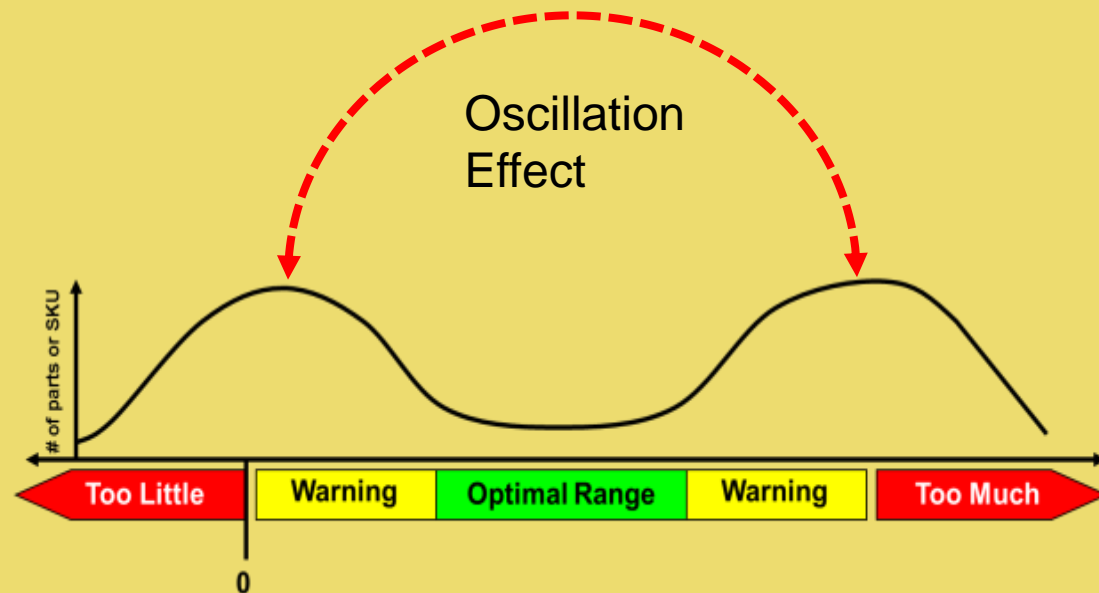 Oscillation
Effect
# of parts or SKU
Too Little
Warning
Optimal Range
Warning
Too Much
0